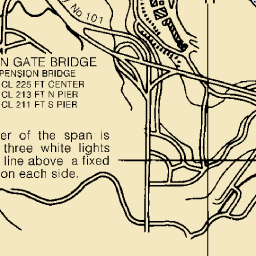 y No 101
N GATE BRIDGE
PENSION BRIDGE
CL 225 FT CENTER
CL 213 FT N PIER
CL 211 FT S PIER
er of the span is
three white lights
line above a fixed
on each side.